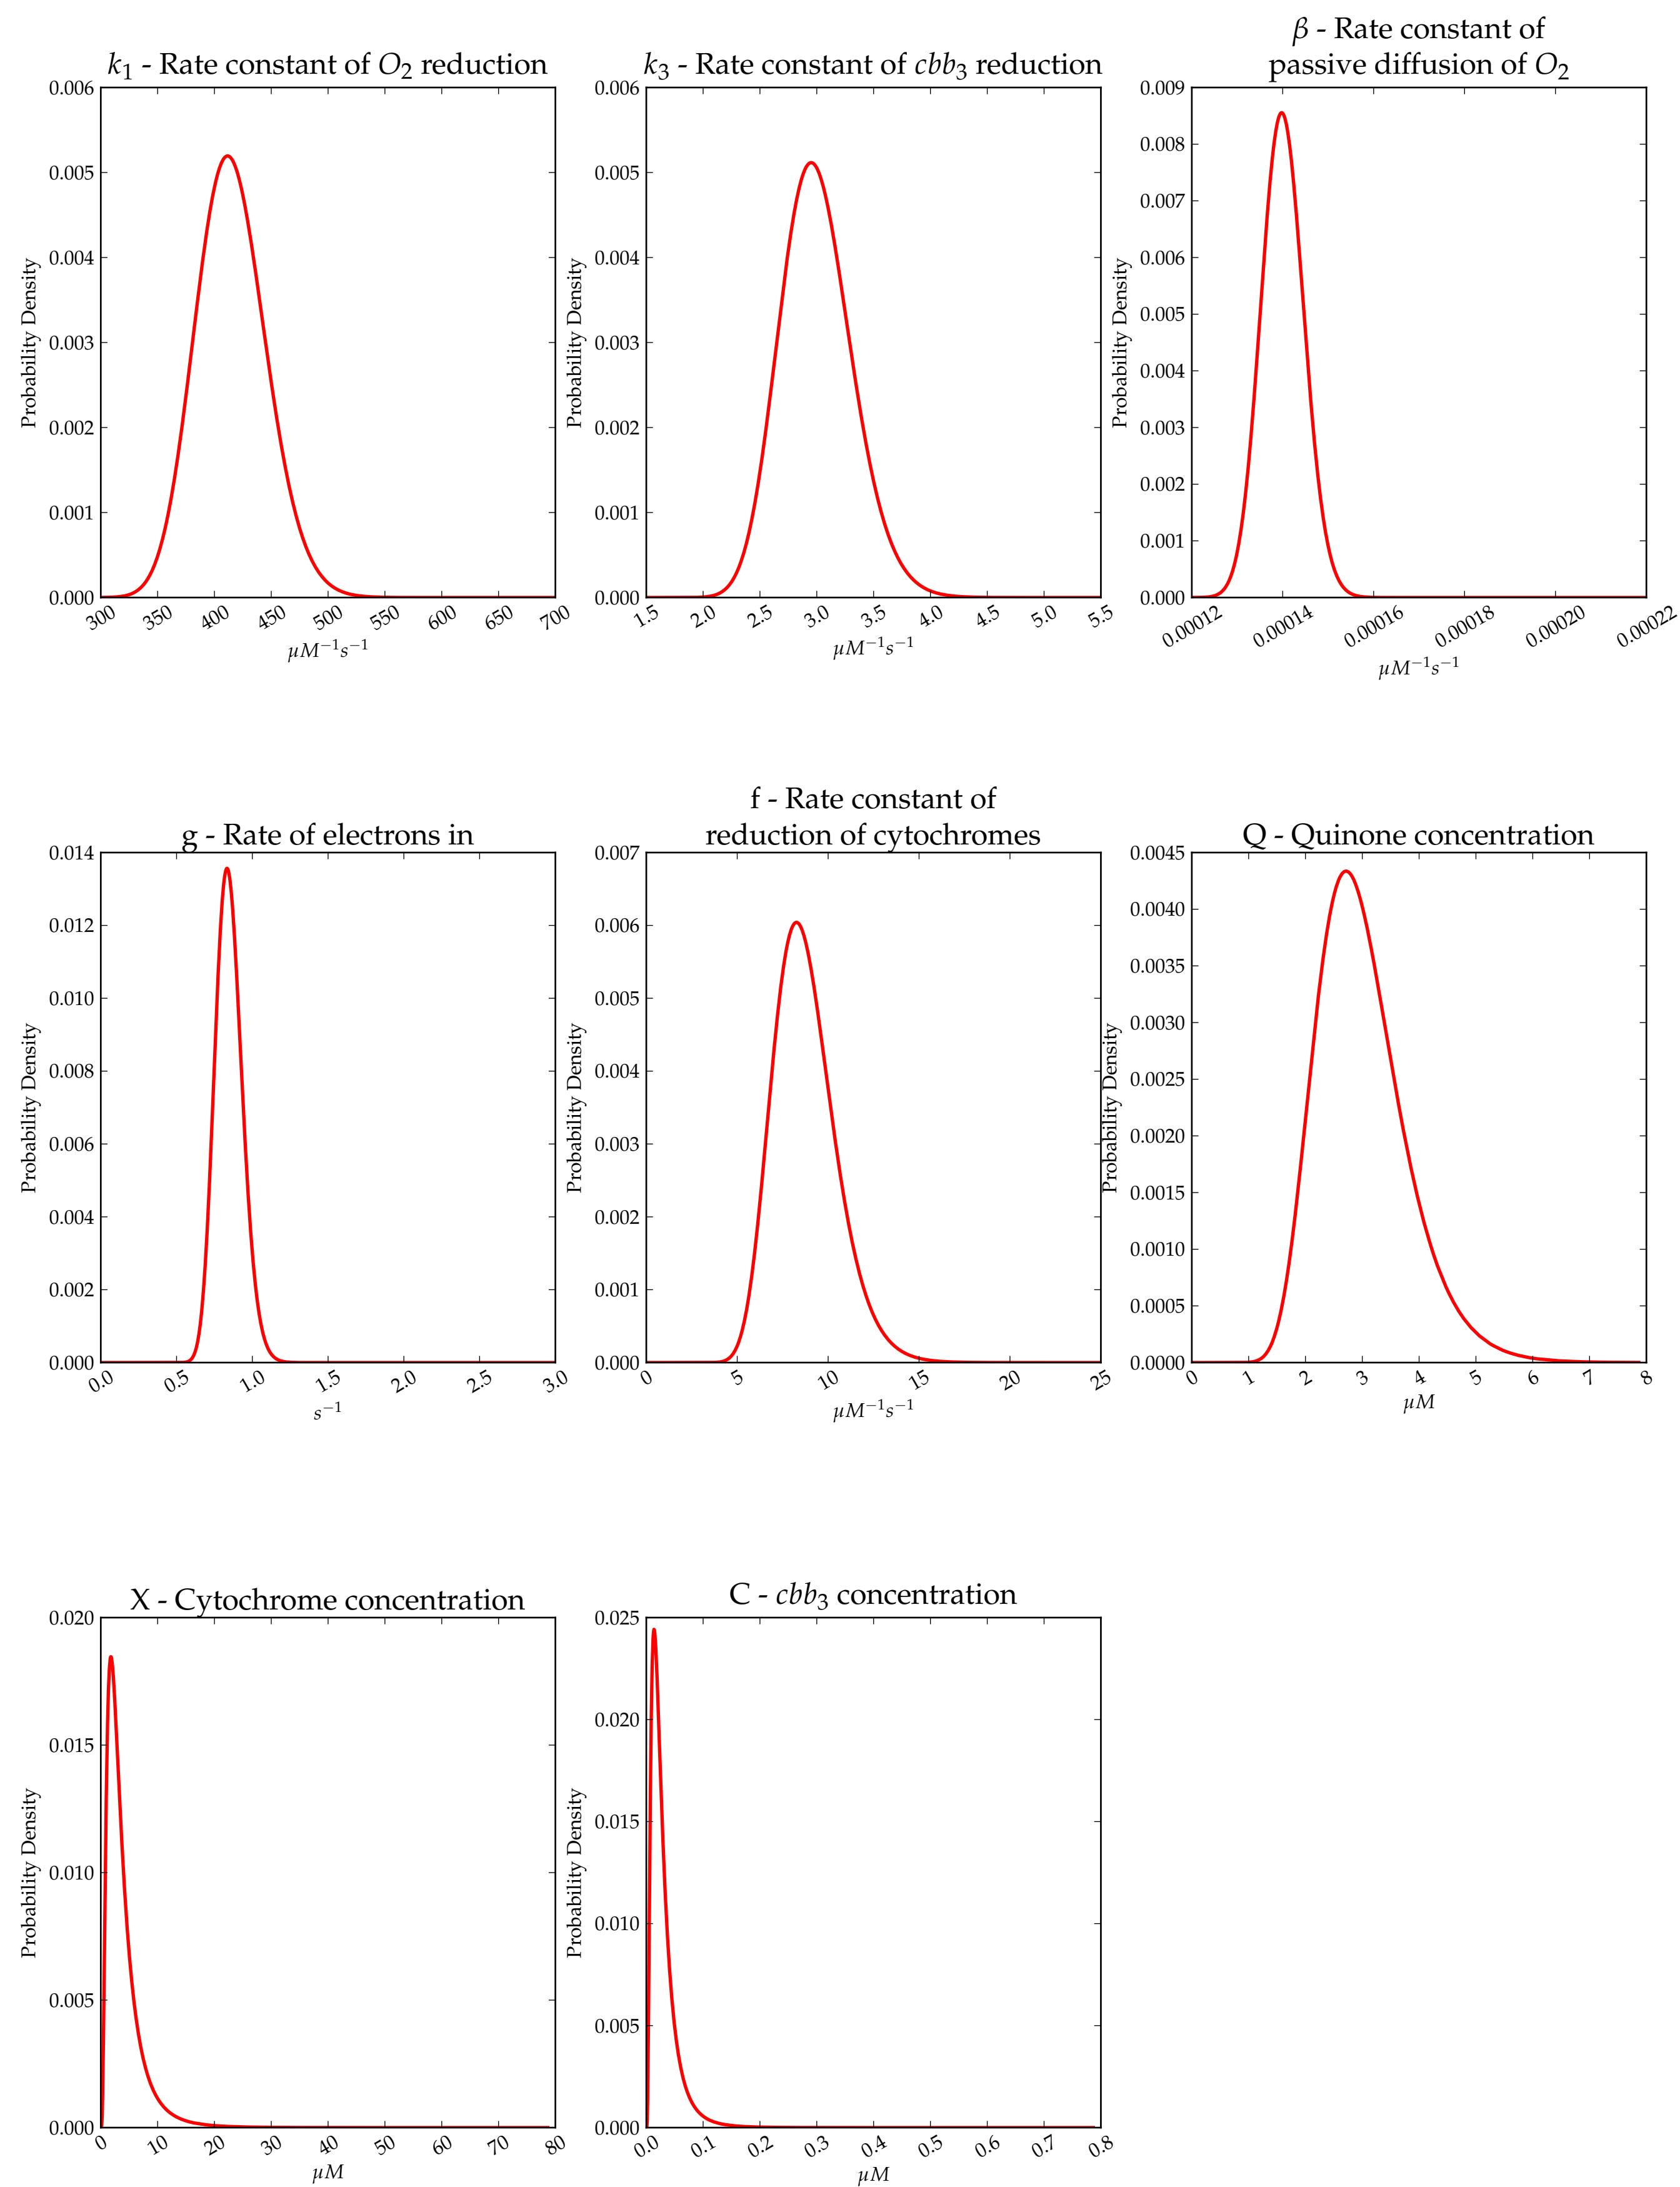 k₁ - Rate constant of O₂ reduction
0.006
0.005
0.004
0.003
0.002
0.001
0.000
Probability Density
300 350 400 450 500 550 600 650 700
μM⁻¹s⁻¹
k₃ - Rate constant of cbb₃ reduction
0.006
0.005
0.004
0.003
0.002
0.001
0.000
Probability Density
1.5 2.0 2.5 3.0 3.5 4.0 4.5 5.0 5.5
μM⁻¹s⁻¹
β - Rate constant of
passive diffusion of O₂
0.009
0.008
0.007
0.006
0.005
0.004
0.003
0.002
0.001
0.000
Probability Density
0.00012 0.00014 0.00016 0.00018 0.00020 0.00022
μM⁻¹s⁻¹
g - Rate of electrons in
0.014
0.012
0.010
0.008
0.006
0.004
0.002
0.000
Probability Density
0.0 0.5 1.0 1.5 2.0 2.5 3.0
s⁻¹
f - Rate constant of
reduction of cytochromes
0.007
0.006
0.005
0.004
0.003
0.002
0.001
0.000
Probability Density
0 5 10 15 20 25
μM⁻¹s⁻¹
Q - Quinone concentration
0.0045
0.0040
0.0035
0.0030
0.0025
0.0020
0.0015
0.0010
0.0005
0.0000
Probability Density
0 1 2 3 4 5 6 7 8
μM
X - Cytochrome concentration
0.020
0.015
0.010
0.005
0.000
Probability Density
0 10 20 30 40 50 60 70 80
μM
C - cbb₃ concentration
0.025
0.020
0.015
0.010
0.005
0.000
Probability Density
0.0 0.1 0.2 0.3 0.4 0.5 0.6 0.7 0.8
μM